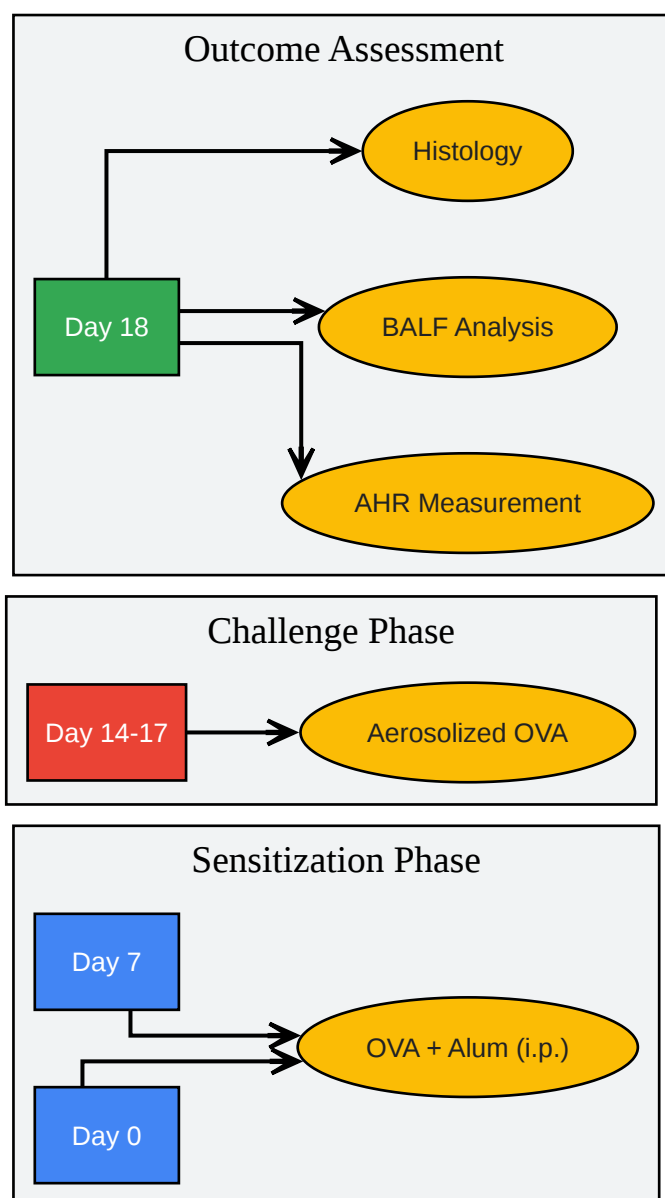 Outcome Assessment
Histology
Day 18
BALF Analysis
AHR Measurement
Challenge Phase
Day 14-17
Aerosolized OVA
Sensitization Phase
Day 7
OVA + Alum (i.p.)
Day 0